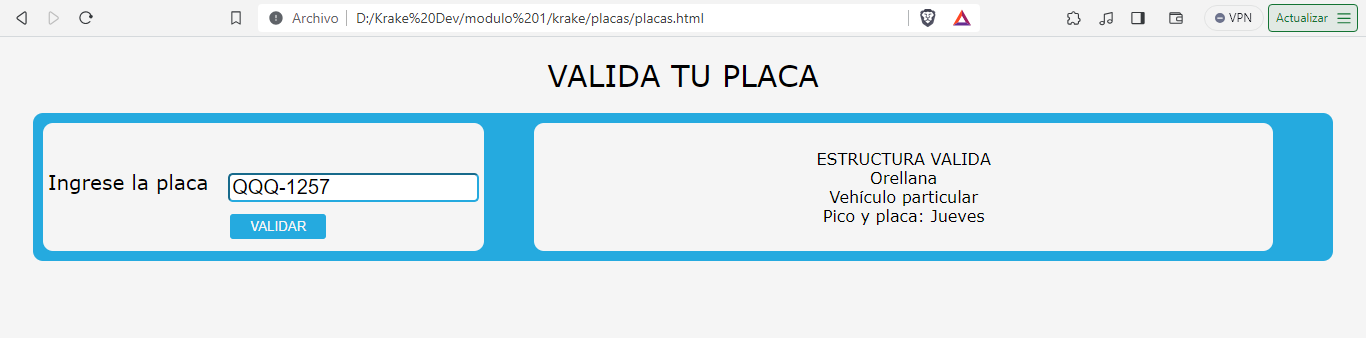 Archivo D:/Krake%20Dev/modulo%201/krake/placas/placas.html VPN Actualizar
VALIDA TU PLACA
Ingrese la placa QQQ-1257
VALIDAR
ESTRUCTURA VALIDA
Orellana
Vehículo particular
Pico y placa: Jueves